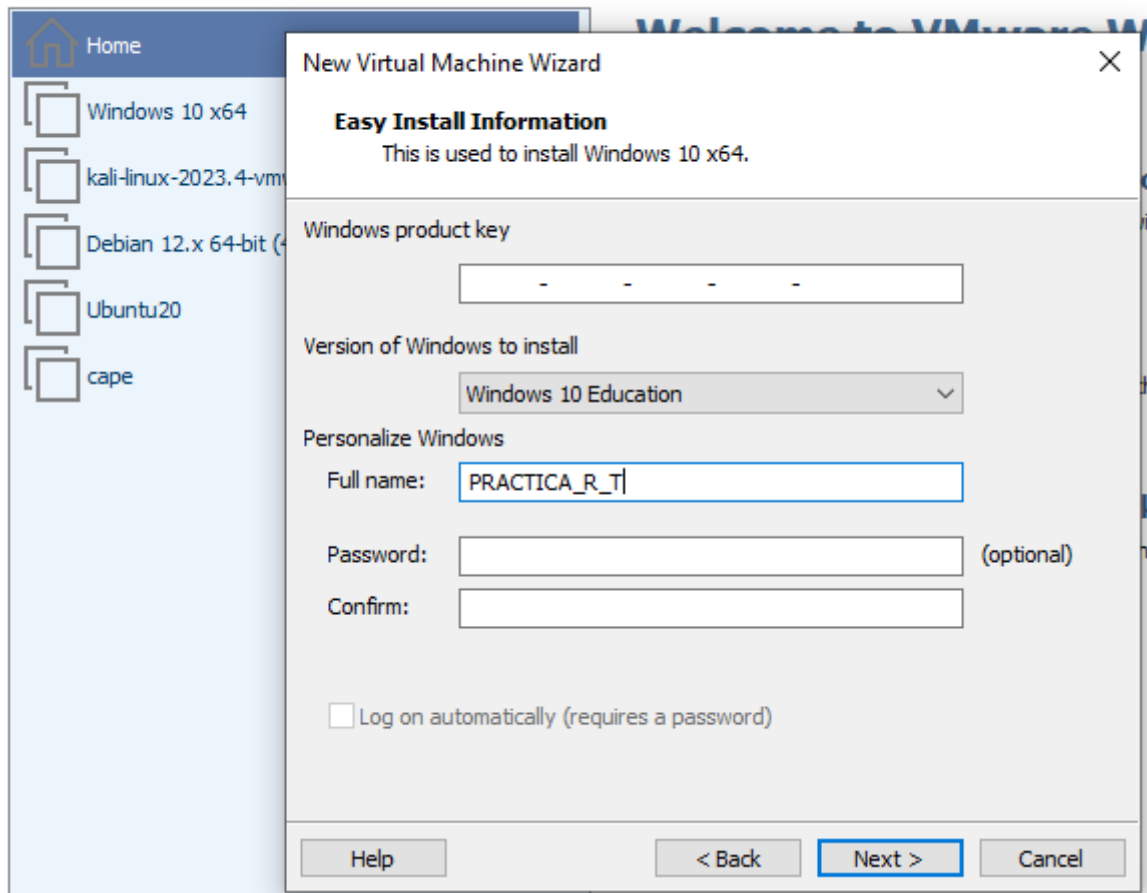 Home
Windows 10 x64
kali-linux-2023.4-vm
Debian 12.x 64-bit (
Ubuntu20
cape
Welcome to VMware W
New Virtual Machine Wizard
Easy Install Information
This is used to install Windows 10 x64.
Windows product key
- - - -
Version of Windows to install
Windows 10 Education
Personalize Windows
Full name: PRACTICA_R_T
Password: (optional)
Confirm:
Log on automatically (requires a password)
Help < Back Next > Cancel